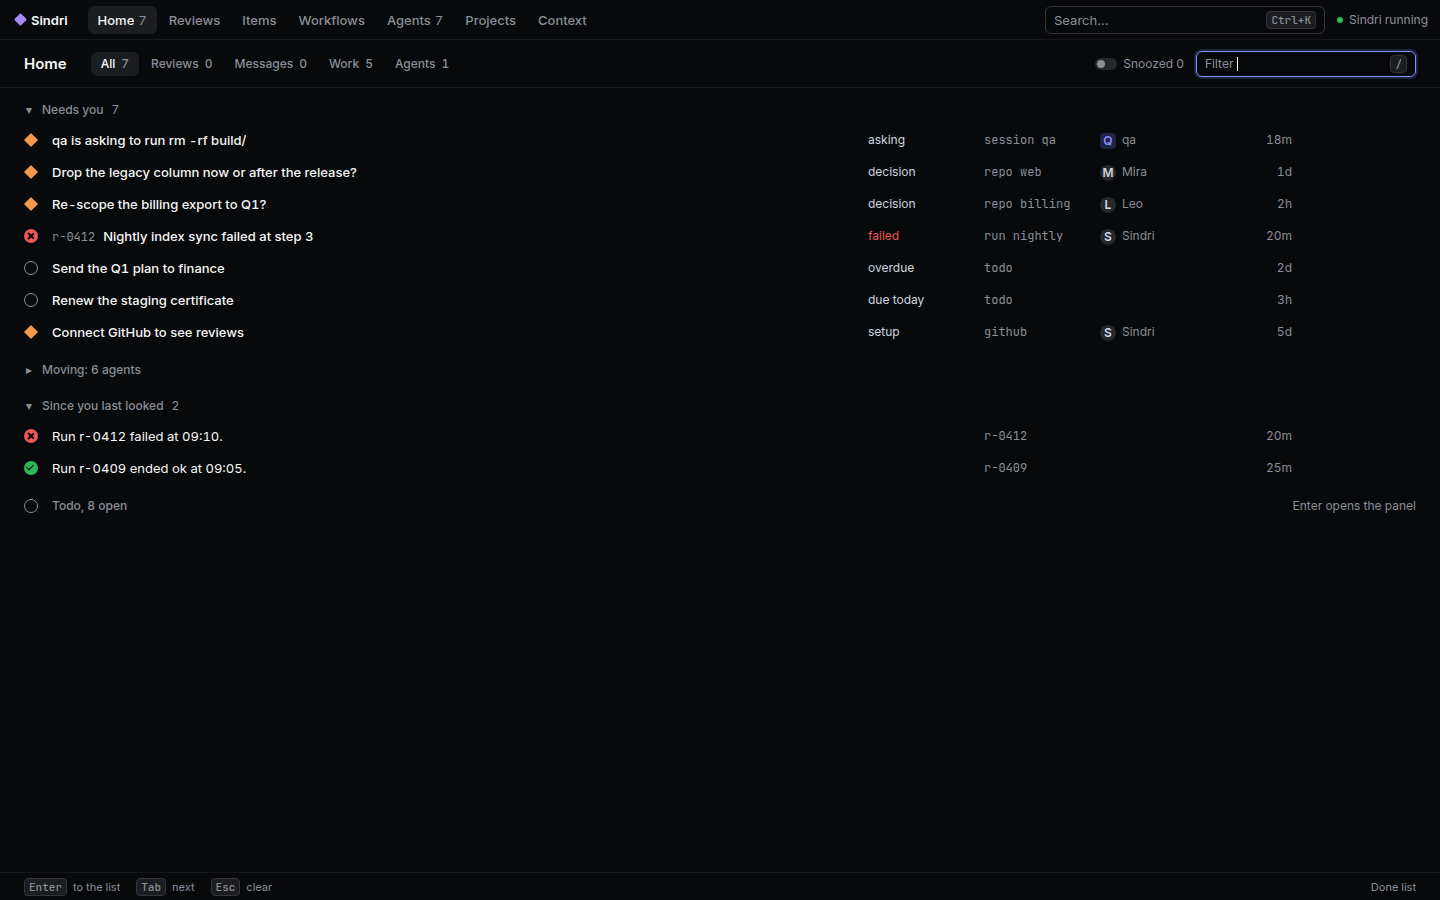 Sindri Home 7 Reviews Items Workflows Agents 7 Projects Context Search... Ctrl+K Sindri running
Home All 7 Reviews 0 Messages 0 Work 5 Agents 1 Snoozed 0 Filter /
Needs you 7
qa is asking to run rm -rf build/ asking session qa Q qa 18m
Drop the legacy column now or after the release? decision repo web M Mira 1d
Re-scope the billing export to Q1? decision repo billing L Leo 2h
r-0412 Nightly index sync failed at step 3 failed run nightly S Sindri 20m
Send the Q1 plan to finance overdue todo 2d
Renew the staging certificate due today todo 3h
Connect GitHub to see reviews setup github S Sindri 5d
Moving: 6 agents
Since you last looked 2
Run r-0412 failed at 09:10. r-0412 20m
Run r-0409 ended ok at 09:05. r-0409 25m
Todo, 8 open Enter opens the panel
Enter to the list Tab next Esc clear Done list